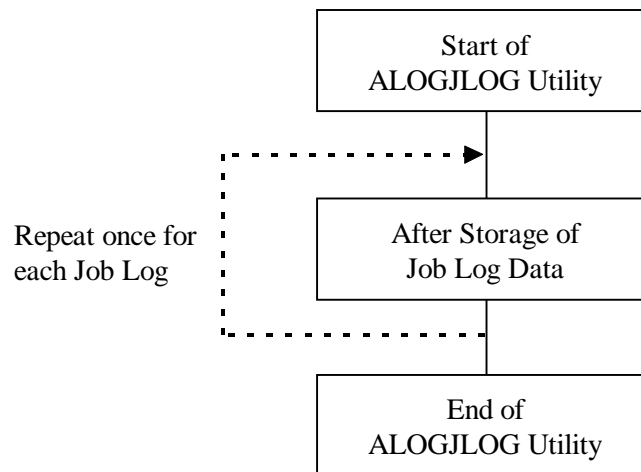 Start of
ALOGJLOG Utility
Repeat once for
each Job Log
After Storage of
Job Log Data
End of
ALOGJLOG Utility